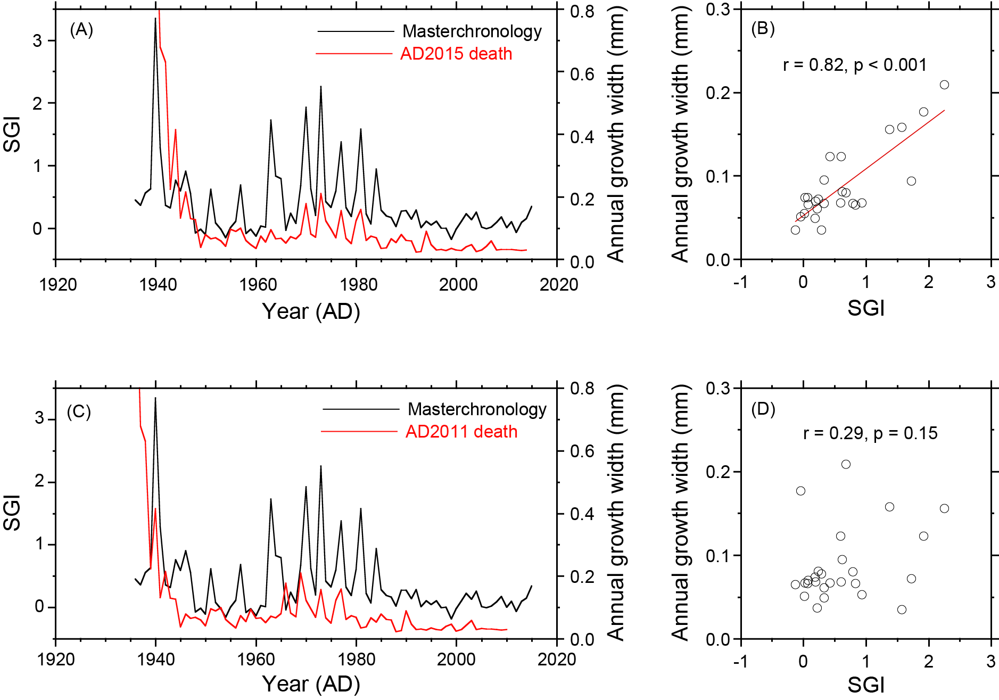 (A)
Masterchronology
AD2015 death
SGI
3
2
1
0
0.8
0.6
0.4
0.2
0.0
Annual growth width (mm)
1920 1940 1960 1980 2000 2020
Year (AD)
(B)
r = 0.82, p < 0.001
Annual growth width (mm)
0.3
0.2
0.1
0.0
-1 0 1 2 3
SGI
(C)
Masterchronology
AD2011 death
SGI
3
2
1
0
0.8
0.6
0.4
0.2
0.0
Annual growth width (mm)
1920 1940 1960 1980 2000 2020
Year (AD)
(D)
r = 0.29, p = 0.15
Annual growth width (mm)
0.3
0.2
0.1
0.0
-1 0 1 2 3
SGI